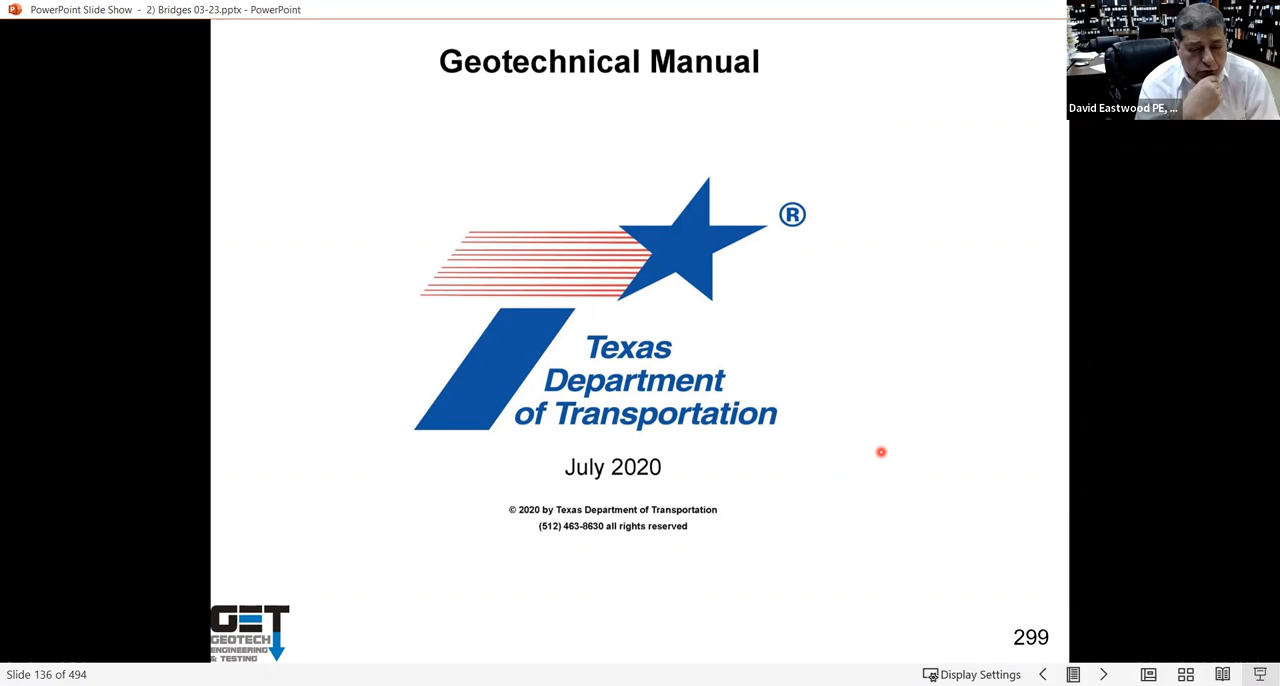 PowerPoint Slide Show - 2) Bridges 03-23.pptx - PowerPoint
David Eastwood PE, ...
Geotechnical Manual
®
Texas
Department
of Transportation
July 2020
© 2020 by Texas Department of Transportation
(512) 463-8630 all rights reserved
GET
GEOTECH
ENGINEERING
& TESTING
299
Slide 136 of 494
Display Settings